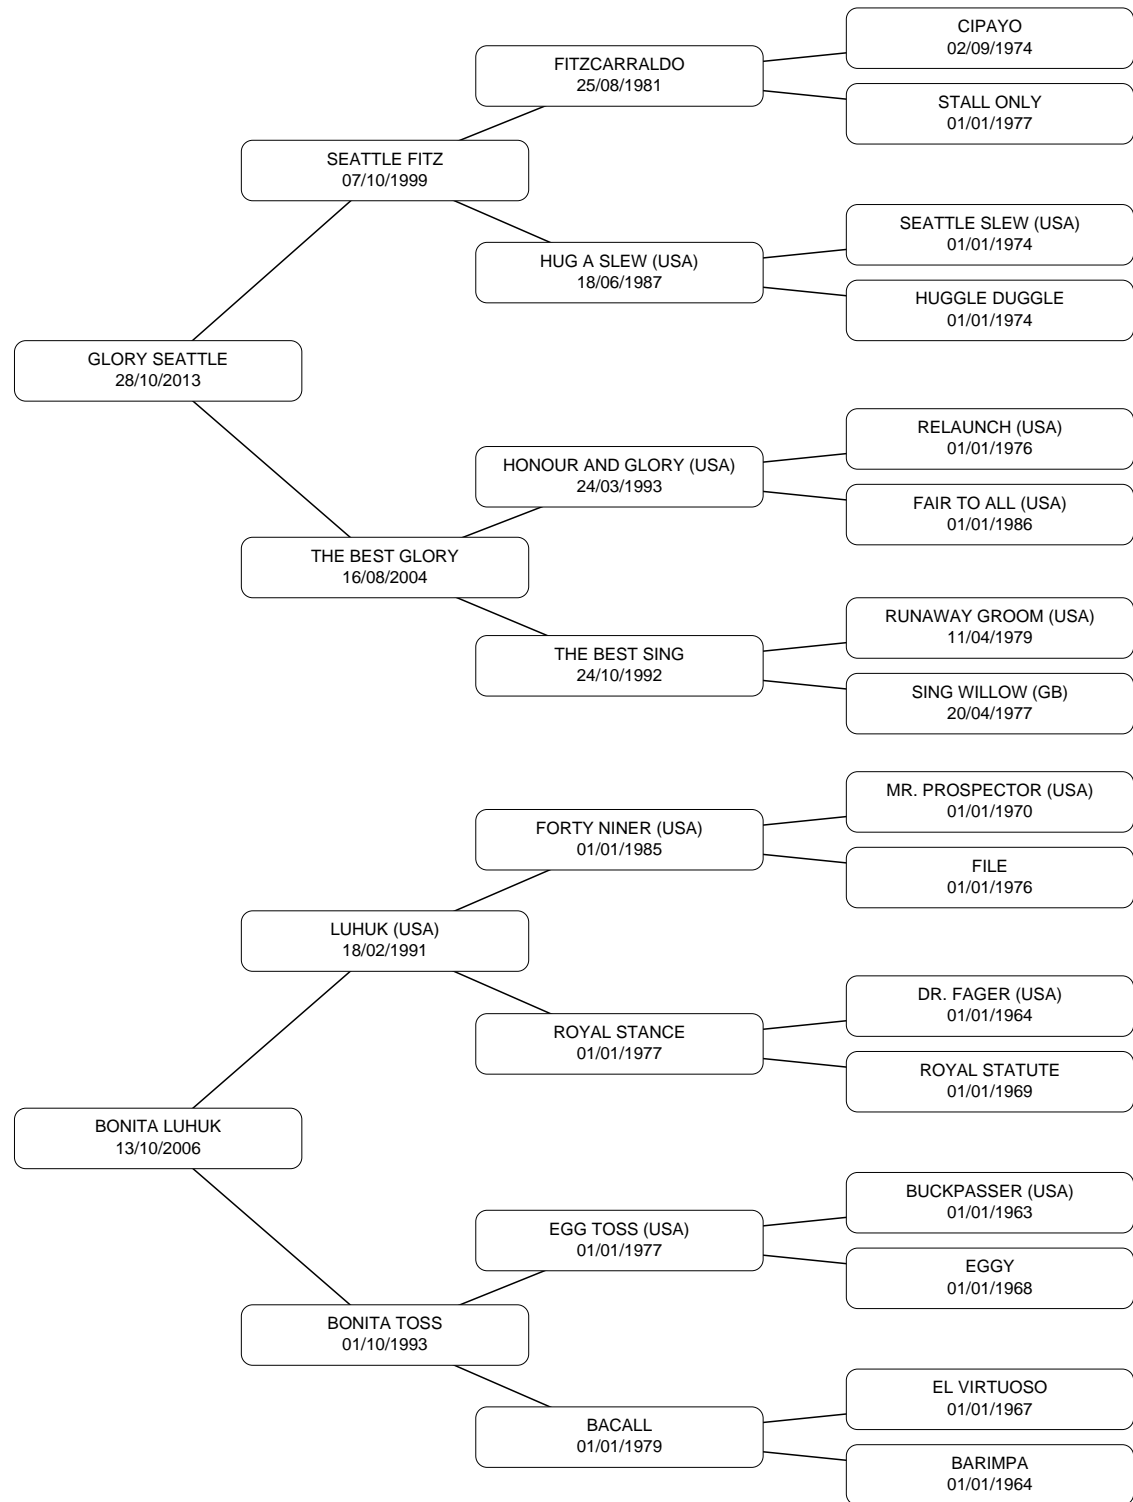 CIPAYO
02/09/1974
FITZCARRALDO
25/08/1981
STALL ONLY
01/01/1977
SEATTLE FITZ
07/10/1999
SEATTLE SLEW (USA)
01/01/1974
HUG A SLEW (USA)
18/06/1987
HUGGLE DUGGLE
01/01/1974
GLORY SEATTLE
28/10/2013
RELAUNCH (USA)
01/01/1976
HONOUR AND GLORY (USA)
24/03/1993
FAIR TO ALL (USA)
01/01/1986
THE BEST GLORY
16/08/2004
RUNAWAY GROOM (USA)
11/04/1979
THE BEST SING
24/10/1992
SING WILLOW (GB)
20/04/1977
MR. PROSPECTOR (USA)
01/01/1970
FORTY NINER (USA)
01/01/1985
FILE
01/01/1976
LUHUK (USA)
18/02/1991
DR. FAGER (USA)
01/01/1964
ROYAL STANCE
01/01/1977
ROYAL STATUTE
01/01/1969
BONITA LUHUK
13/10/2006
BUCKPASSER (USA)
01/01/1963
EGG TOSS (USA)
01/01/1977
EGGY
01/01/1968
BONITA TOSS
01/10/1993
EL VIRTUOSO
01/01/1967
BACALL
01/01/1979
BARIMPA
01/01/1964